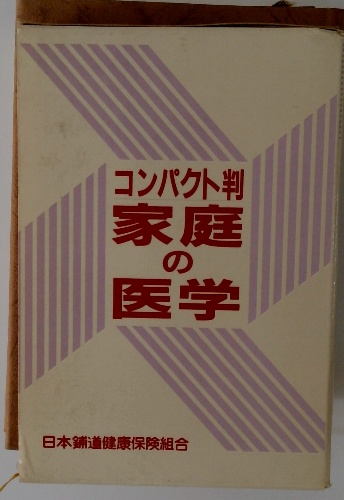 コンパクト判
家庭
の
医学
日本鋪道健康保険組合